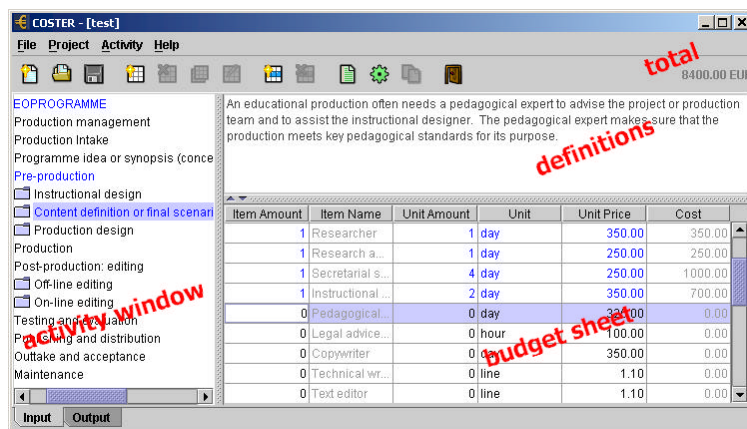 COSTER - [test]
File Project Activity Help
total
8400.00 EU
EOPROGRAMME
Production management
Production Intake
Programme idea or synopsis (conce
Pre-production
Instructional design
Content definition or final scenari
Production design
Production
Post-production: editing
Off-line editing
On-line editing
Testing and evaluation
Publishing and distribution
Outtake and acceptance
Maintenance
activity window
An educational production often needs a pedagogical expert to advise the project or production
team and to assist the instructional designer. The pedagogical expert makes sure that the
production meets key pedagogical standards for its purpose.
definitions
Item Amount Item Name Unit Amount Unit Unit Price Cost
1 Researcher 1 day 350.00 350.00
1 Research a... 1 day 250.00 250.00
1 Secretarial s... 4 day 250.00 1000.00
1 Instructional ... 2 day 350.00 700.00
0 Pedagogical... 0 day 0.00
0 Legal advice... 0 hour 100.00 0.00
0 Copywriter 0 day 350.00 0.00
0 Technical wr... 0 line 1.10 0.00
0 Text editor 0 line 1.10 0.00
budget sheet
Input Output